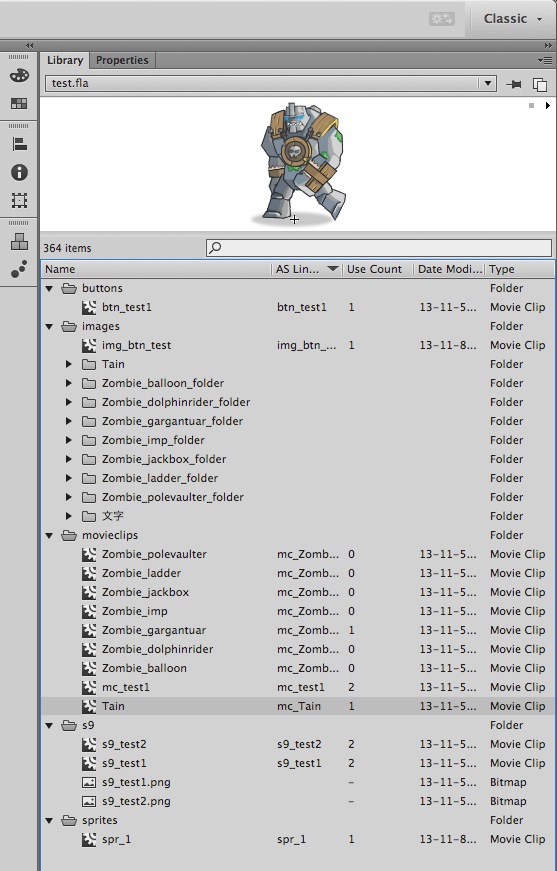 Classic
Library Properties
test.fla
364 items
Name AS Lin... Use Count Date Modi... Type
buttons Folder
btn_test1 btn_test1 1 13-11-5... Movie Clip
images Folder
img_btn_test img_btn_... 1 13-11-8... Movie Clip
Tain Folder
Zombie_balloon_folder Folder
Zombie_dolphinrider_folder Folder
Zombie_gargantuar_folder Folder
Zombie_imp_folder Folder
Zombie_jackbox_folder Folder
Zombie_ladder_folder Folder
Zombie_polevaulter_folder Folder
文字 Folder
movieclips Folder
Zombie_polevaulter mc_Zomb... 0 13-11-5... Movie Clip
Zombie_ladder mc_Zomb... 0 13-11-5... Movie Clip
Zombie_jackbox mc_Zomb... 0 13-11-5... Movie Clip
Zombie_imp mc_Zomb... 0 13-11-5... Movie Clip
Zombie_gargantuar mc_Zomb... 1 13-11-5... Movie Clip
Zombie_dolphinrider mc_Zomb... 0 13-11-5... Movie Clip
Zombie_balloon mc_Zomb... 0 13-11-5... Movie Clip
mc_test1 mc_test1 2 13-11-5... Movie Clip
Tain mc_Tain 1 13-11-5... Movie Clip
s9 Folder
s9_test2 s9_test2 2 13-11-5... Movie Clip
s9_test1 s9_test1 2 13-11-5... Movie Clip
s9_test1.png – 13-11-5... Bitmap
s9_test2.png – 13-11-5... Bitmap
sprites Folder
spr_1 spr_1 1 13-11-8... Movie Clip